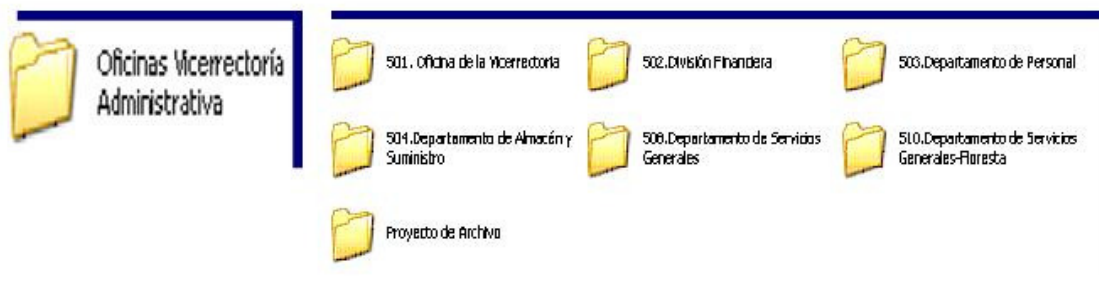 Oficinas Vicerrectoría
Administrativa
501. Oficina de la Vicerrectoria
502.División Financiera
503.Departamento de Personal
504.Departamento de Almacén y
Suministro
506.Departamento de Servicios
Generales
510.Departamento de Servicios
Generales-Floresta
Proyecto de Archivo